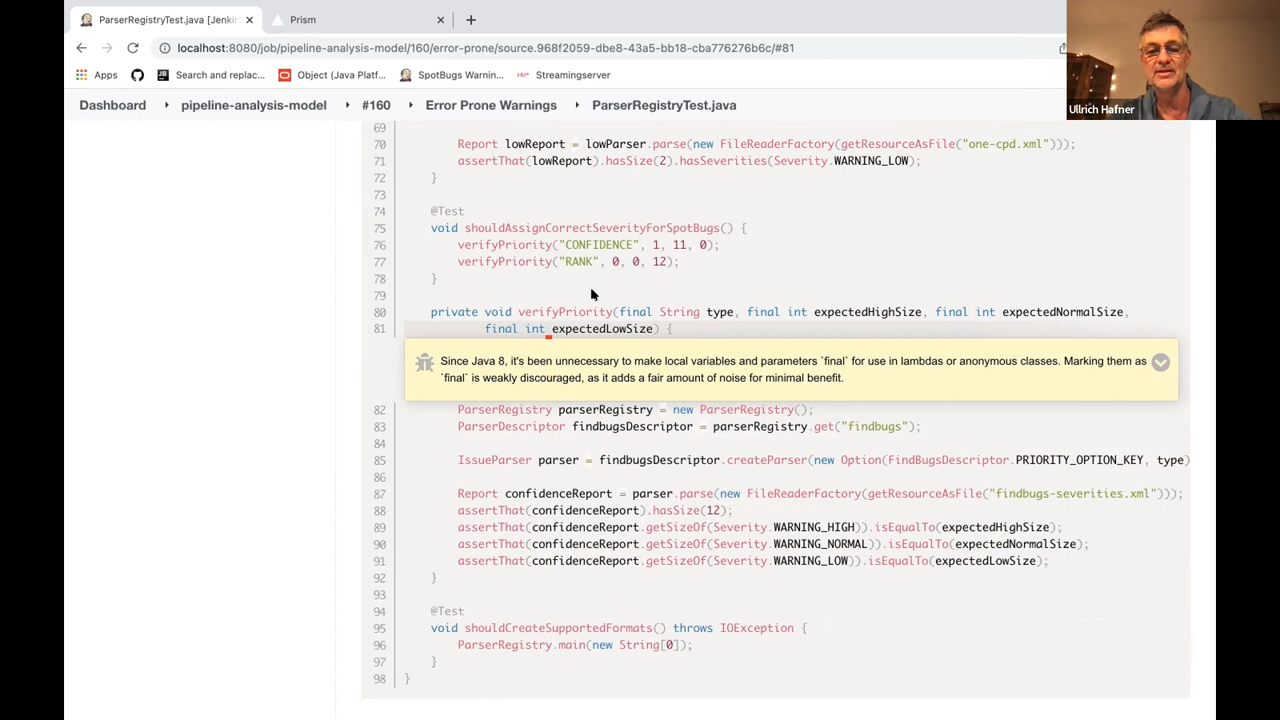 ParserRegistryTest.java [Jenki
Prism
localhost:8080/job/pipeline-analysis-model/160/error-prone/source.968f2059-dbe8-43a5-bb18-cba776276b6c/#81
Apps
Search and replac...
Object (Java Platf...
SpotBugs Warnin...
Streamingserver
Ullrich Hafner
Dashboard
pipeline-analysis-model
#160
Error Prone Warnings
ParserRegistryTest.java
69
70 Report lowReport = lowParser.parse(new FileReaderFactory(getResourceAsFile("one-cpd.xml")));
71 assertThat(lowReport).hasSize(2).hasSeverities(Severity.WARNING_LOW);
72 }
73
74 @Test
75 void shouldAssignCorrectSeverityForSpotBugs() {
76 verifyPriority("CONFIDENCE", 1, 11, 0);
77 verifyPriority("RANK", 0, 0, 12);
78 }
79
80 private void verifyPriority(final String type, final int expectedHighSize, final int expectedNormalSize,
81 final int expectedLowSize) {
Since Java 8, it's been unnecessary to make local variables and parameters `final` for use in lambdas or anonymous classes. Marking them as
`final` is weakly discouraged, as it adds a fair amount of noise for minimal benefit.
82 ParserRegistry parserRegistry = new ParserRegistry();
83 ParserDescriptor findbugsDescriptor = parserRegistry.get("findbugs");
84
85 IssueParser parser = findbugsDescriptor.createParser(new Option(FindBugsDescriptor.PRIORITY_OPTION_KEY, type)
86
87 Report confidenceReport = parser.parse(new FileReaderFactory(getResourceAsFile("findbugs-severities.xml")));
88 assertThat(confidenceReport).hasSize(12);
89 assertThat(confidenceReport.getSizeOf(Severity.WARNING_HIGH)).isEqualTo(expectedHighSize);
90 assertThat(confidenceReport.getSizeOf(Severity.WARNING_NORMAL)).isEqualTo(expectedNormalSize);
91 assertThat(confidenceReport.getSizeOf(Severity.WARNING_LOW)).isEqualTo(expectedLowSize);
92 }
93
94 @Test
95 void shouldCreateSupportedFormats() throws IOException {
96 ParserRegistry.main(new String[0]);
97 }
98 }